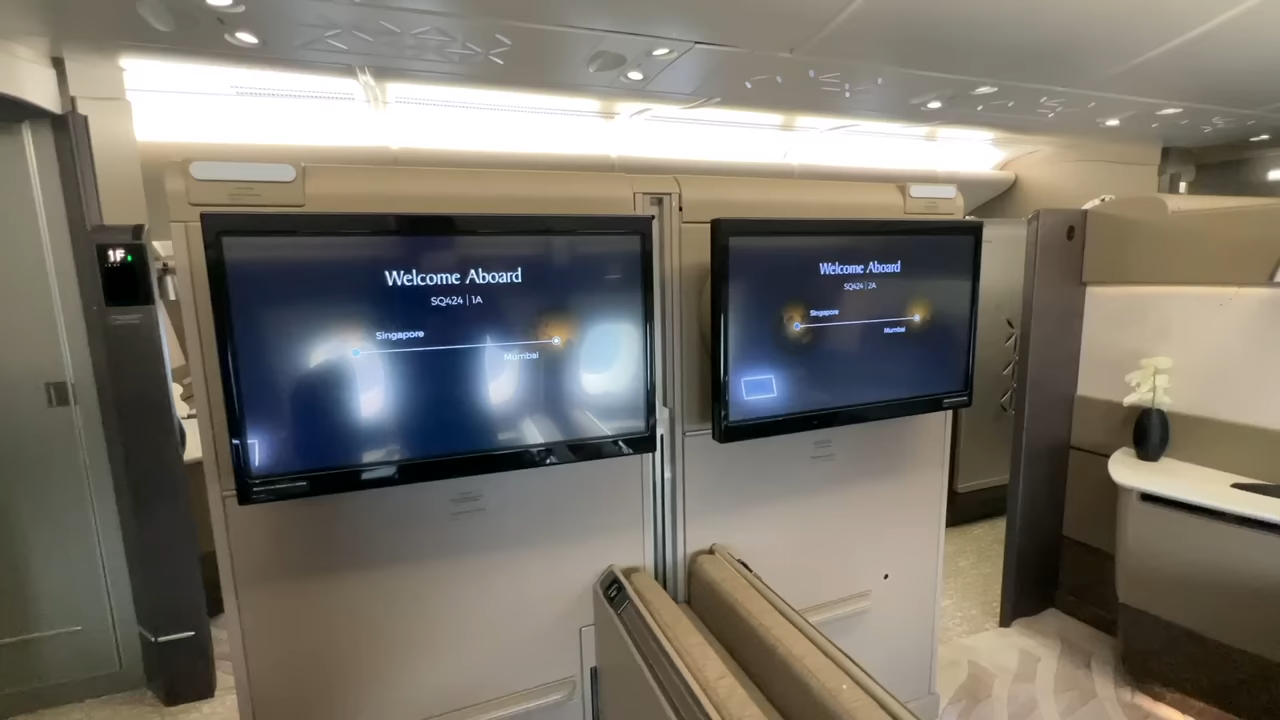 1F
Welcome Aboard
SQ424 | 1A
Singapore
Mumbai
Welcome Aboard
SQ424 | 2A
Singapore
Mumbai